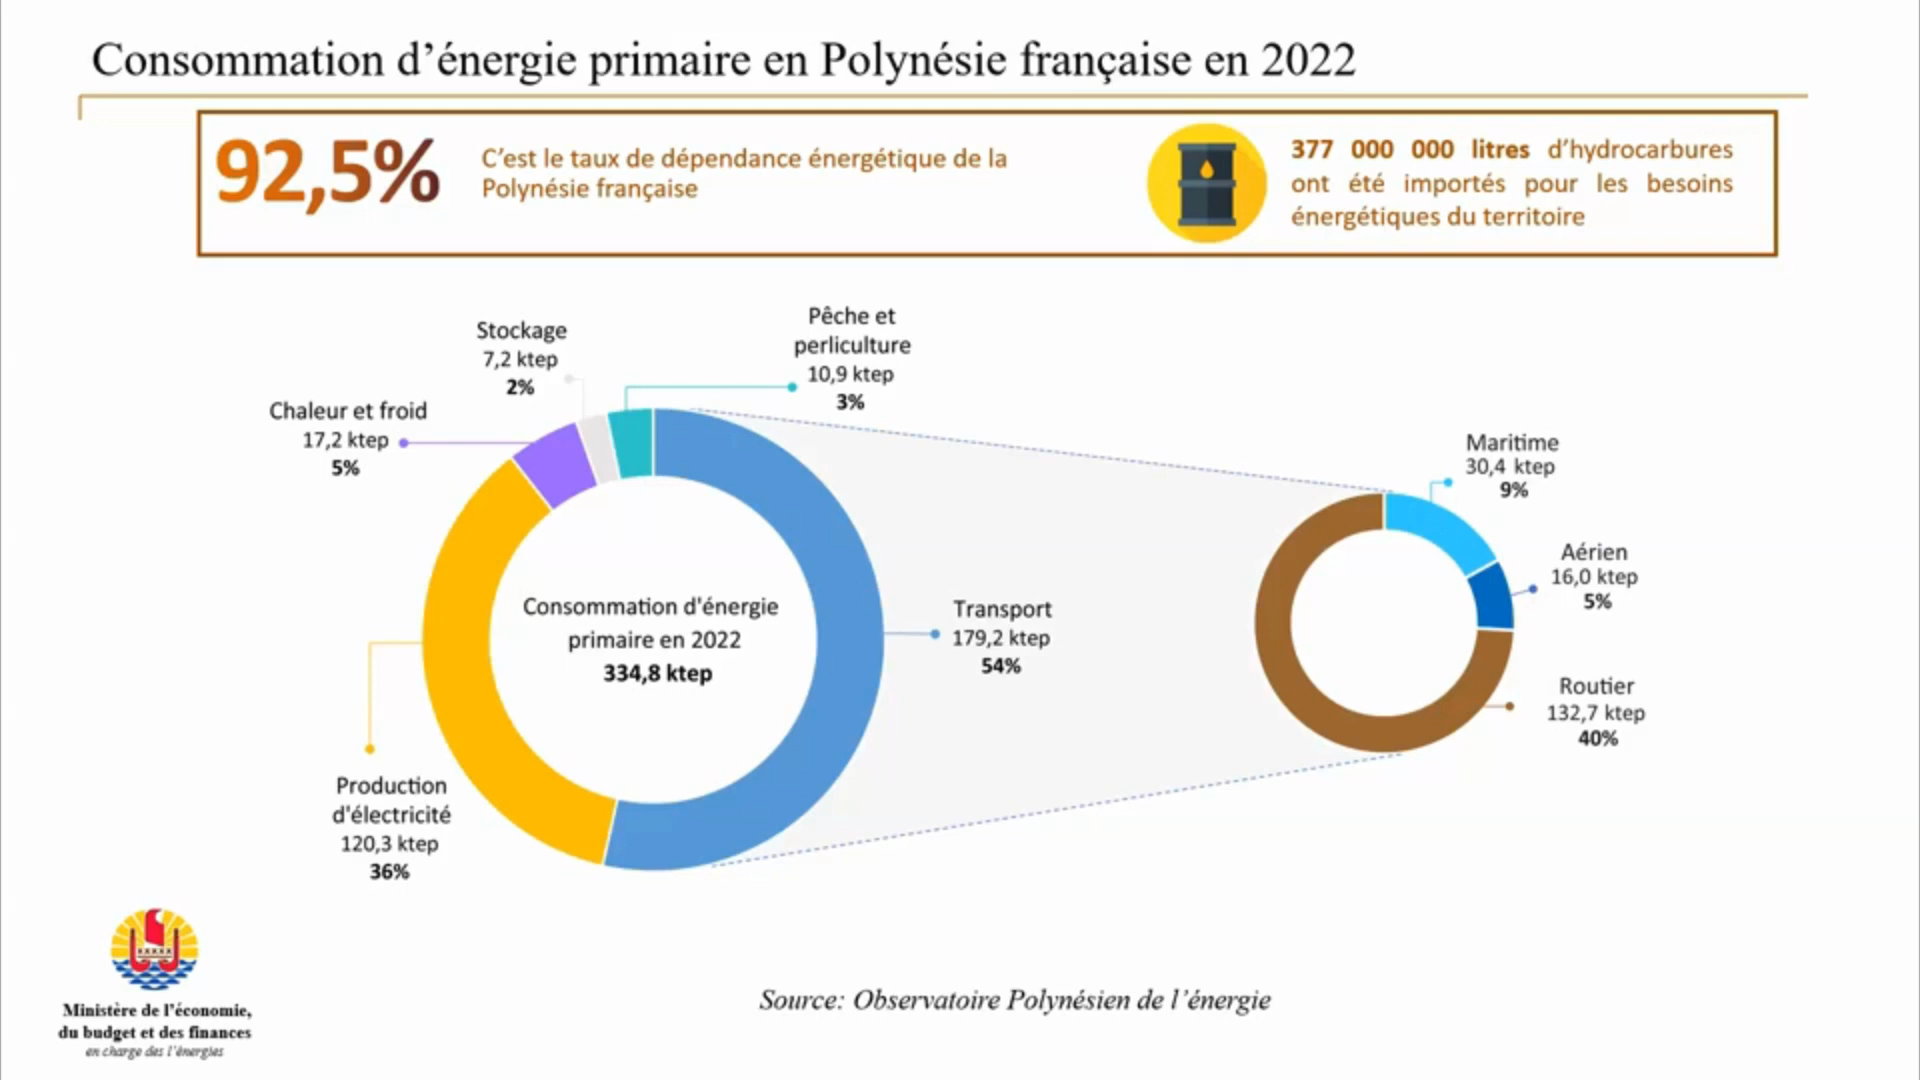 Consommation d’énergie primaire en Polynésie française en 2022
92,5%
C’est le taux de dépendance énergétique de la
Polynésie française
377 000 000 litres d’hydrocarbures
ont été importés pour les besoins
énergétiques du territoire
Pêche et
perliculture
10,9 ktep
3%
Stockage
7,2 ktep
2%
Chaleur et froid
17,2 ktep
5%
Maritime
30,4 ktep
9%
Aérien
16,0 ktep
5%
Consommation d'énergie
primaire en 2022
334,8 ktep
Transport
179,2 ktep
54%
Routier
132,7 ktep
40%
Production
d'électricité
120,3 ktep
36%
Ministère de l’économie,
du budget et des finances
en charge des l’énergies
Source: Observatoire Polynésien de l’énergie